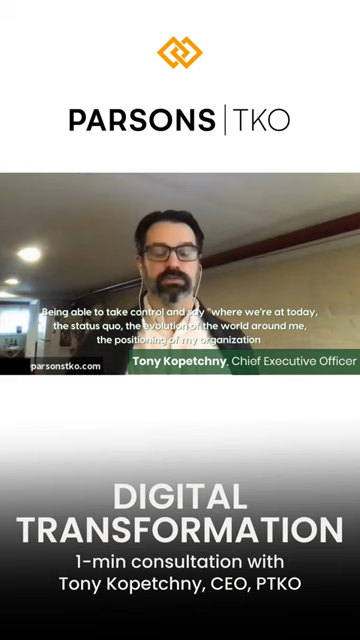 PARSONS | TKO
Being able to take control and say "where we're at today,
the status quo, the evolution of the world around me,
the positioning of my organization
parsonstko.com
Tony Kopetchny, Chief Executive Officer
DIGITAL
TRANSFORMATION
1-min consultation with
Tony Kopetchny, CEO, PTKO